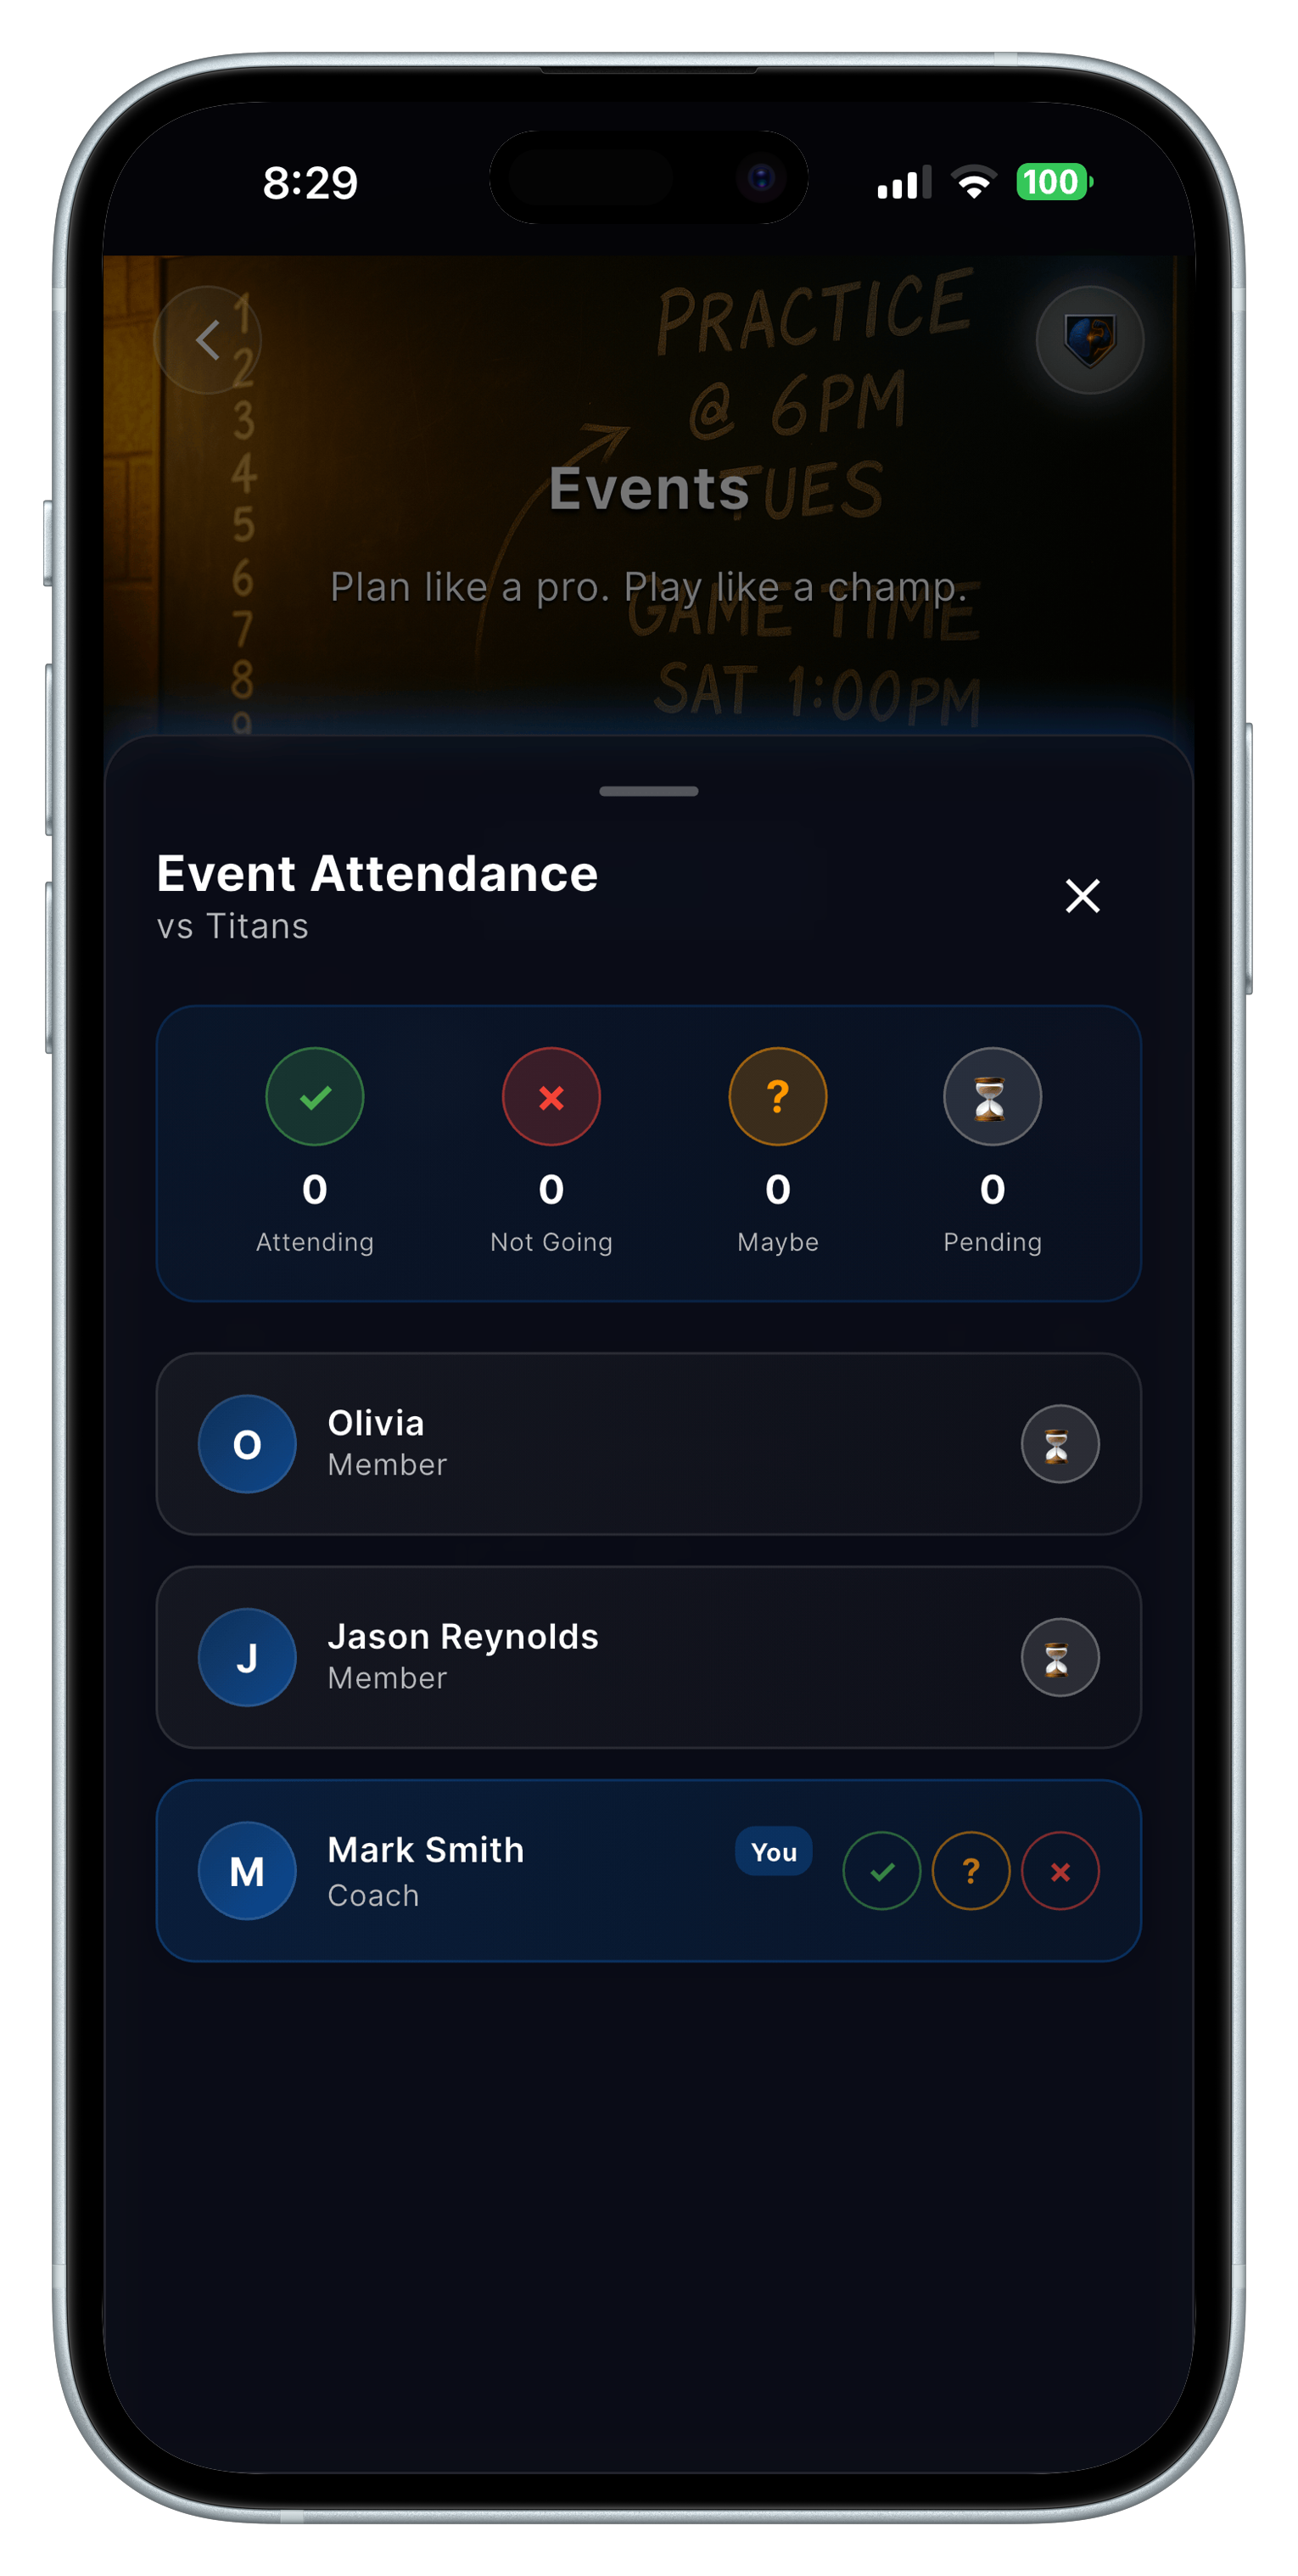 8:29
100
1
2
3
4
5
6
7
8
9
PRACTICE
@ 6PM
TUES
GAME TIME
SAT 1:00PM
Events
Plan like a pro. Play like a champ.
Event Attendance
vs Titans
0 0 0 0
Attending Not Going Maybe Pending
O Olivia
Member
J Jason Reynolds
Member
M Mark Smith You
Coach